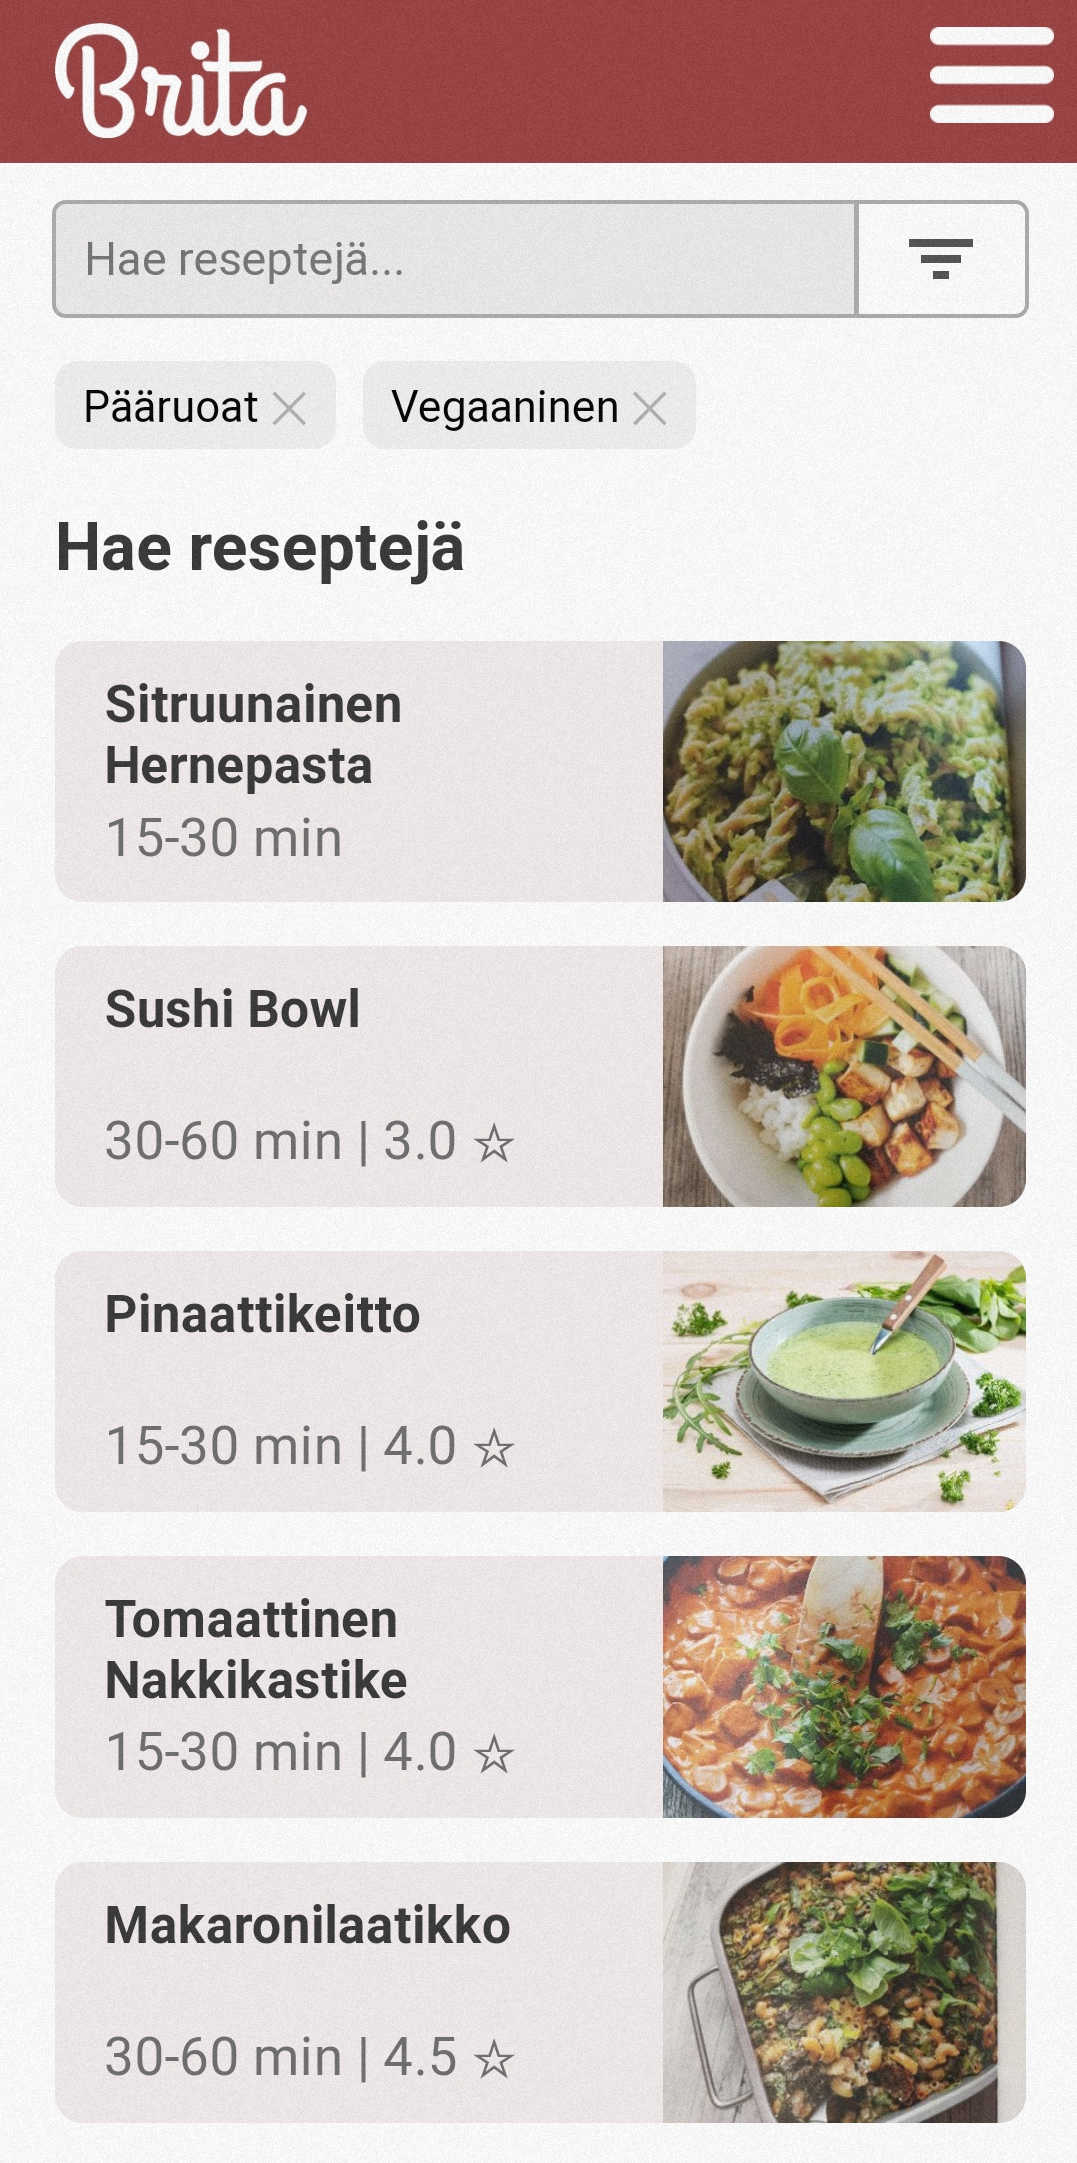 Brita
Hae reseptejä...
Pääruoat
Vegaaninen
Hae reseptejä
Sitruunainen
Hernepasta
15-30 min
Sushi Bowl
30-60 min | 3.0 ☆
Pinaattikeitto
15-30 min | 4.0 ☆
Tomaattinen
Nakkikastike
15-30 min | 4.0 ☆
Makaronilaatikko
30-60 min | 4.5 ☆